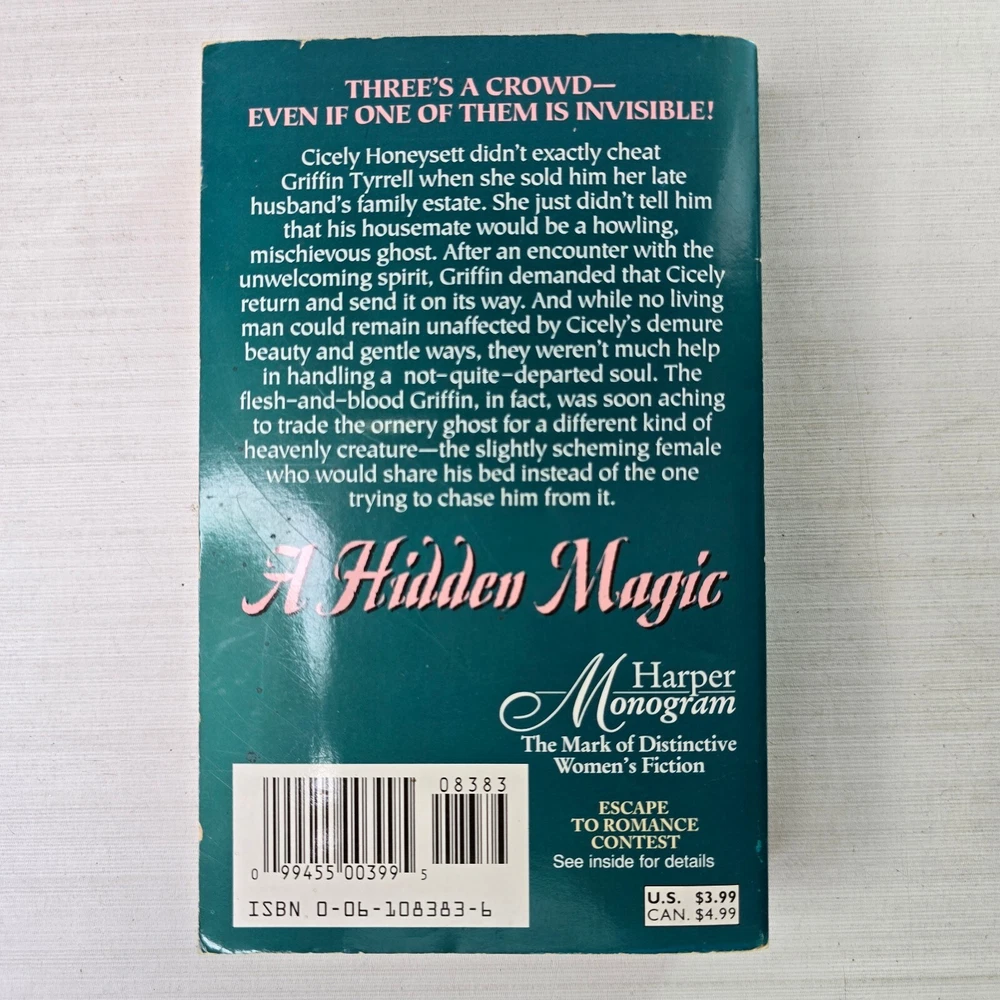 THREE'S A CROWD—
EVEN IF ONE OF THEM IS INVISIBLE!
Cicely Honeysett didn't exactly cheat
Griffin Tyrrell when she sold him her late
husband's family estate. She just didn't tell him
that his housemate would be a howling,
mischievous ghost. After an encounter with the
unwelcoming spirit, Griffin demanded that Cicely
return and send it on its way. And while no living
man could remain unaffected by Cicely's demure
beauty and gentle ways, they weren't much help
in handling a not–quite–departed soul. The
flesh–and–blood Griffin, in fact, was soon aching
to trade the ornery ghost for a different kind of
heavenly creature—the slightly scheming female
who would share his bed instead of the one
trying to chase him from it.
A Hidden Magic
Harper
Monogram
The Mark of Distinctive
Women's Fiction
ESCAPE
TO ROMANCE
CONTEST
See inside for details
08383
0 99455 00399 5
ISBN 0-06-108383-6
U.S. $3.99
CAN. $4.99